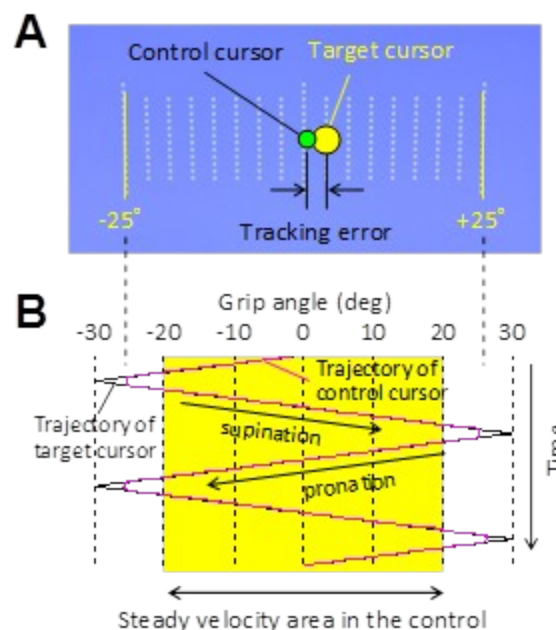 A
Control cursor Target cursor
-25° +25°
Tracking error
Grip angle (deg)
B
-30 -20 -10 0 10 20 30
Trajectory of
control cursor
Trajectory of
target cursor
supination
pronation
Time
Steady velocity area in the control